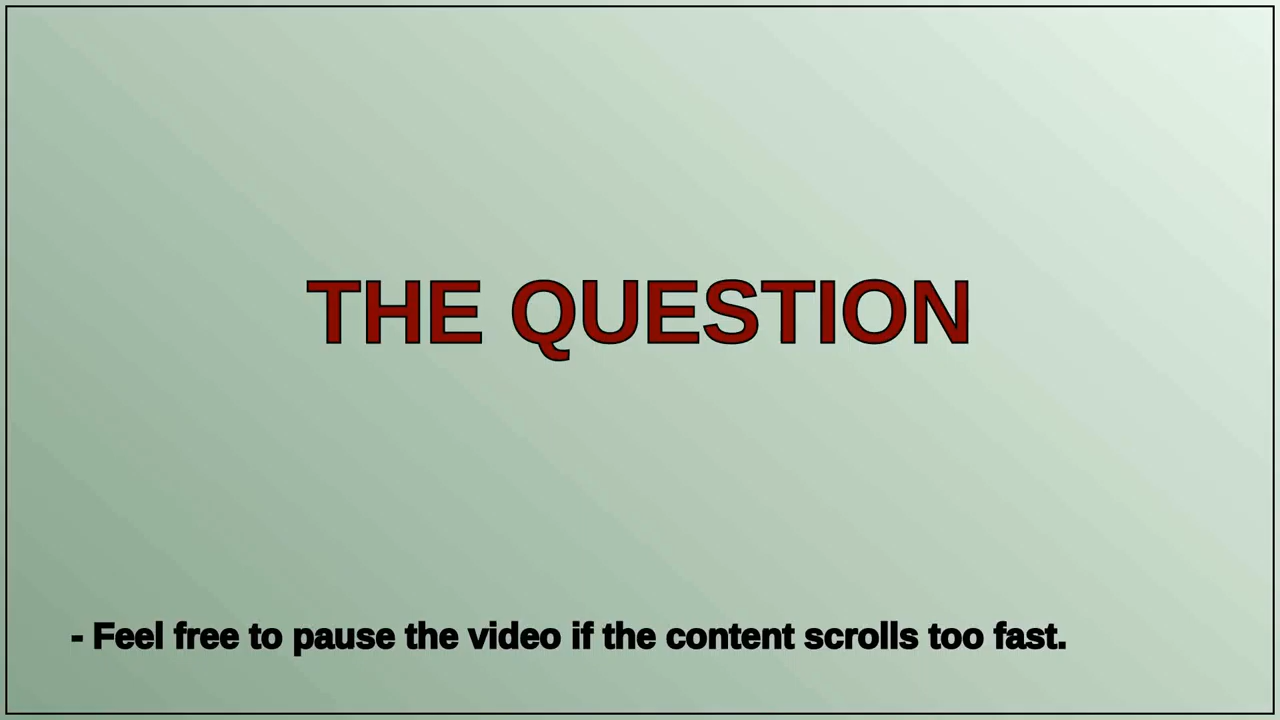 THE QUESTION
- Feel free to pause the video if the content scrolls too fast.